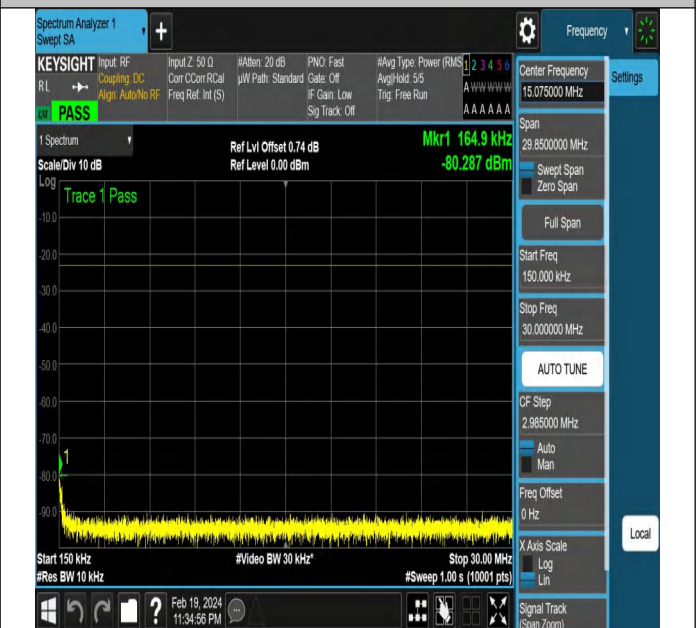 Spectrum Analyzer 1
Swept SA
+
Frequency
KEYSIGHT
RL
PASS
Input: RF
Coupling: DC
Align: Auto/No RF
Input Z: 50 Ω
Corr CCorr RCal
Freq Ref: Int (S)
#Atten: 20 dB
µW Path: Standard
PNO: Fast
Gate: Off
IF Gain: Low
Sig Track: Off
#Avg Type: Power (RMS
Avg|Hold: 5/5
Trig: Free Run
1 2 3 4 5 6
A W W W W W
A A A A A A
1 Spectrum
Scale/Div 10 dB
Ref Lvl Offset 0.74 dB
Ref Level 0.00 dBm
Mkr1 164.9 kHz
-80.287 dBm
Log
Trace 1 Pass
-10.0
-20.0
-30.0
-40.0
-50.0
-60.0
-70.0
1
-80.0
-90.0
Start 150 kHz
#Video BW 30 kHz*
Stop 30.00 MHz
#Res BW 10 kHz
#Sweep 1.00 s (10001 pts)
?
Feb 19, 2024
11:34:56 PM
Center Frequency
15.075000 MHz
Settings
Span
29.8500000 MHz
Swept Span
Zero Span
Full Span
Start Freq
150.000 kHz
Stop Freq
30.000000 MHz
AUTO TUNE
CF Step
2.985000 MHz
Auto
Man
Freq Offset
0 Hz
Local
X Axis Scale
Log
Lin
Signal Track
(Span Zoom)